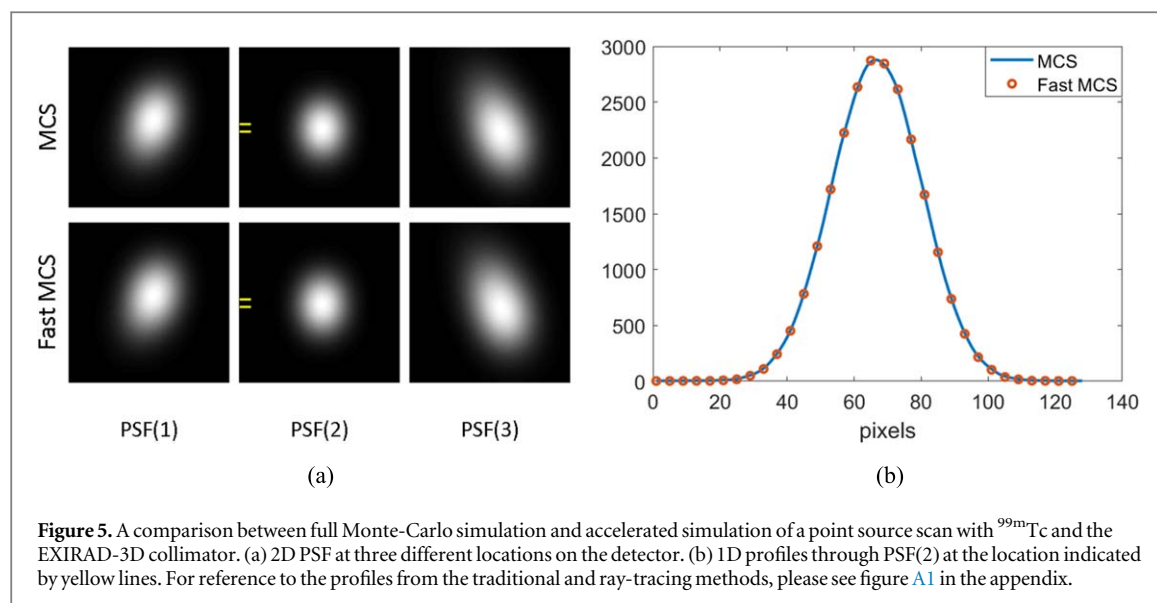 MCS
Fast MCS
PSF(1) PSF(2) PSF(3)
(a)
3000
2500
2000
1500
1000
500
0
0 20 40 60 80 100 120 140
pixels
MCS
Fast MCS
(b)
Figure 5. A comparison between full Monte-Carlo simulation and accelerated simulation of a point source scan with 99mTc and the
EXIRAD-3D collimator. (a) 2D PSF at three different locations on the detector. (b) 1D profiles through PSF(2) at the location indicated
by yellow lines. For reference to the profiles from the traditional and ray-tracing methods, please see figure A1 in the appendix.